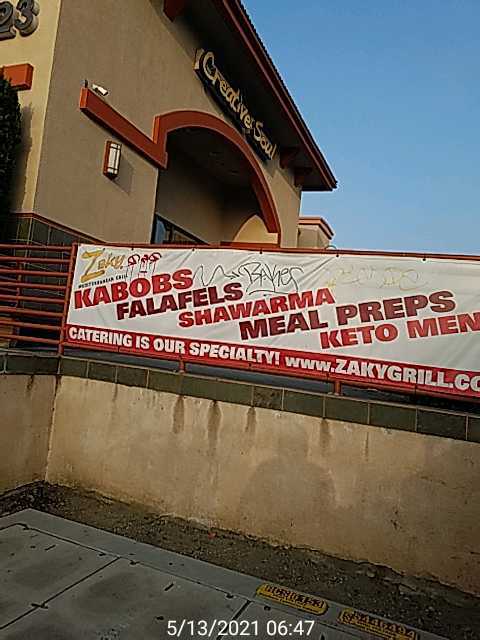 23
Creative Soul
Zaky
MEDITERRANEAN GRILL
KABOBS
FALAFELS
SHAWARMA
MEAL PREPS
KETO MEN
CATERING IS OUR SPECIALTY! www.ZAKYGRILL.CO
5/13/2021 06:47